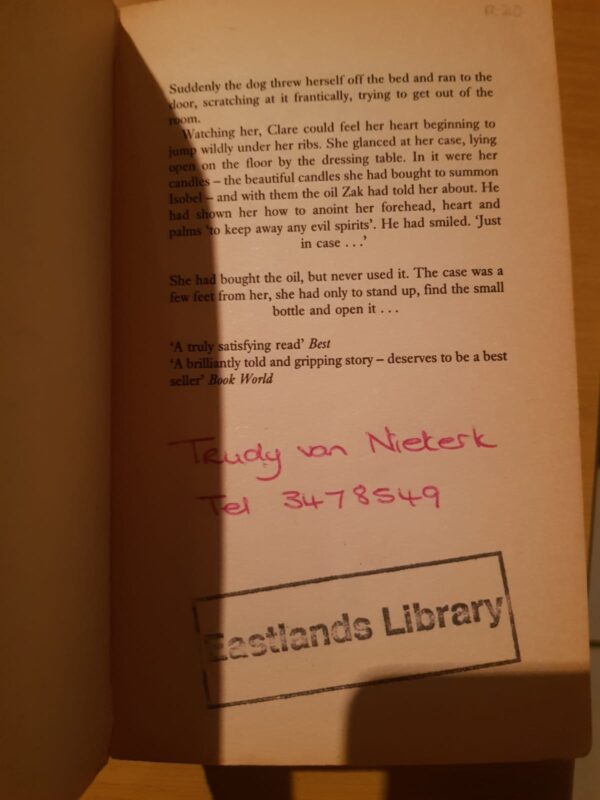 R 20
Suddenly the dog threw herself off the bed and ran to the
door, scratching at it frantically, trying to get out of the
room.
Watching her, Clare could feel her heart beginning to
jump wildly under her ribs. She glanced at her case, lying
open on the floor by the dressing table. In it were her
candles – the beautiful candles she had bought to summon
Isobel – and with them the oil Zak had told her about. He
had shown her how to anoint her forehead, heart and
palms 'to keep away any evil spirits'. He had smiled. 'Just
in case . . .'
She had bought the oil, but never used it. The case was a
few feet from her, she had only to stand up, find the small
bottle and open it . . .
'A truly satisfying read' Best
'A brilliantly told and gripping story – deserves to be a best
seller' Book World
Trudy van Niekerk
Tel 3478549
Eastlands Library